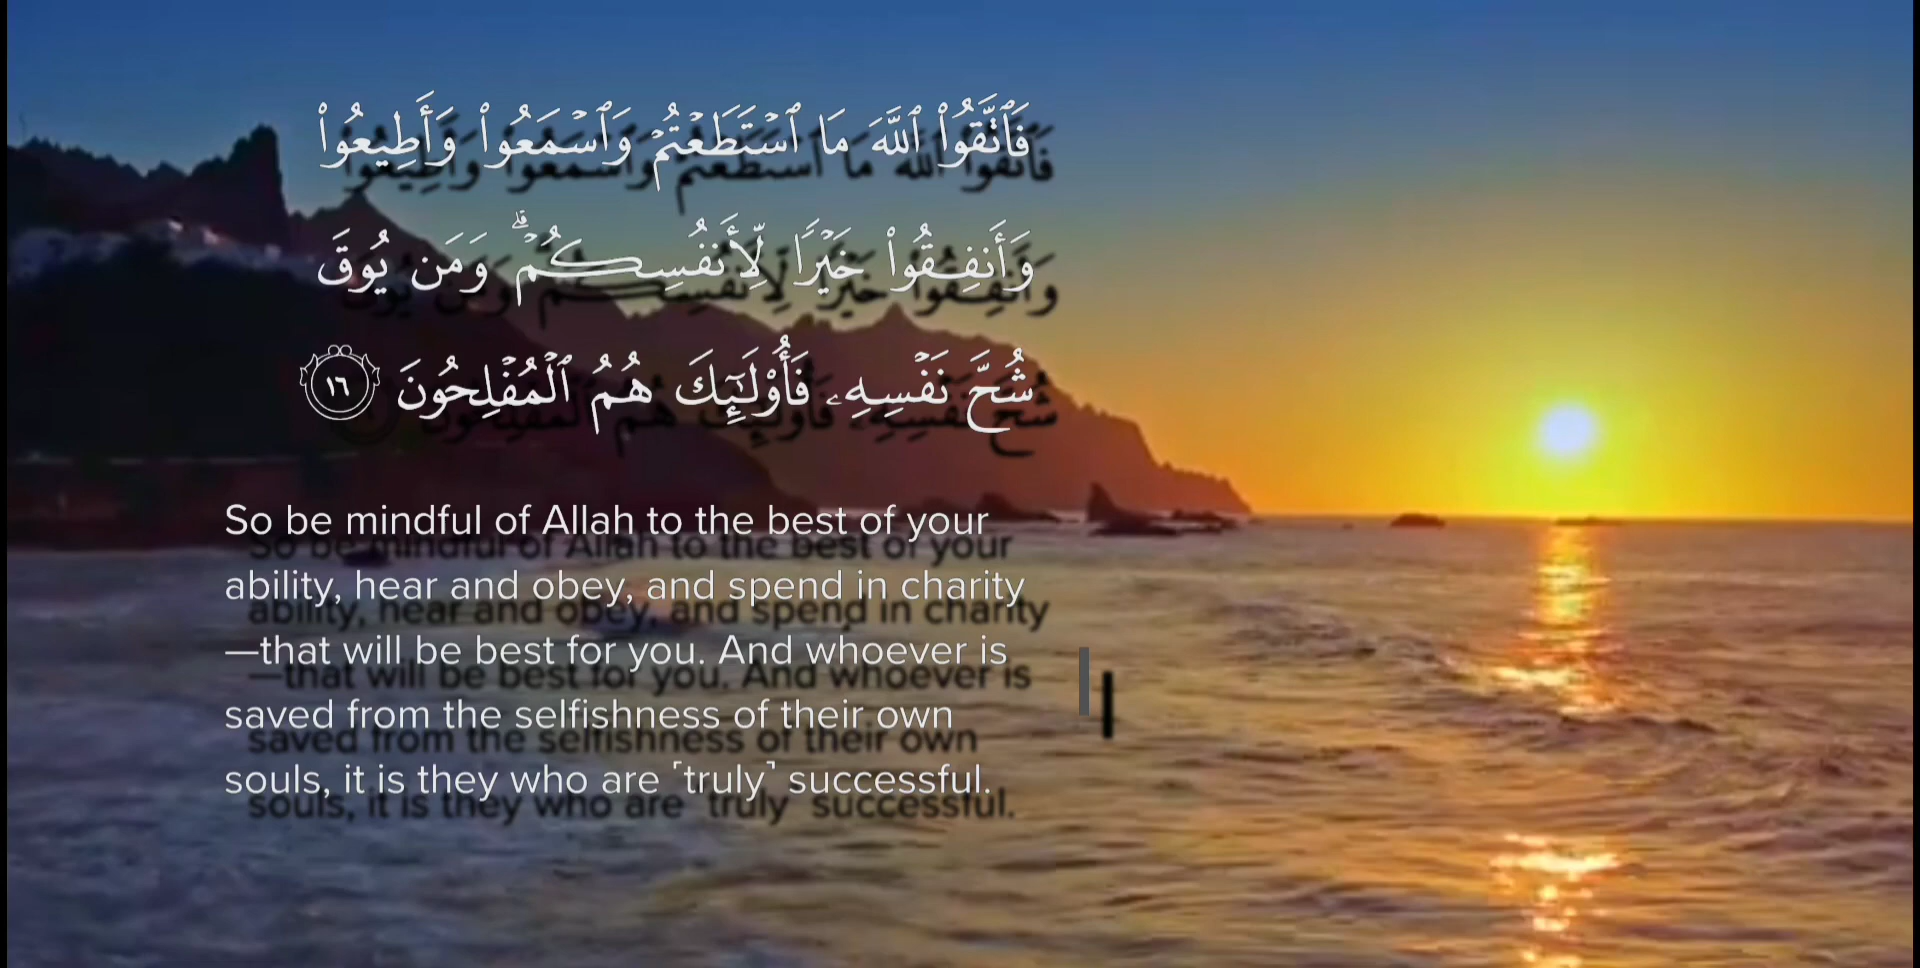 فَٱتَّقُوا۟ ٱللَّهَ مَا ٱسْتَطَعْتُمْ وَٱسْمَعُوا۟ وَأَطِيعُوا۟
وَأَنفِقُوا۟ خَيْرًا لِّأَنفُسِكُمْ ۗ وَمَن يُوقَ
شُحَّ نَفْسِهِۦ فَأُو۟لَـٰٓئِكَ هُمُ ٱلْمُفْلِحُونَ ١٦
So be mindful of Allah to the best of your
ability, hear and obey, and spend in charity
—that will be best for you. And whoever is
saved from the selfishness of their own
souls, it is they who are ˹truly˺ successful.